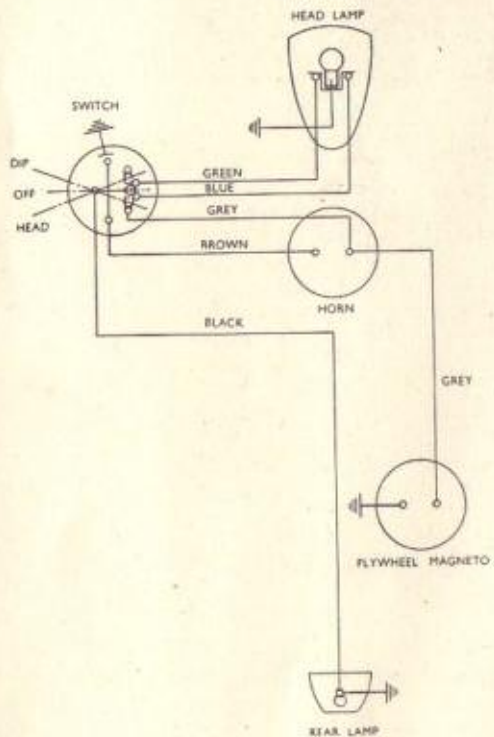 HEAD LAMP
SWITCH
DIP
OFF
HEAD
GREEN
BLUE
GREY
BROWN
HORN
BLACK
GREY
FLYWHEEL MAGNETO
REAR LAMP